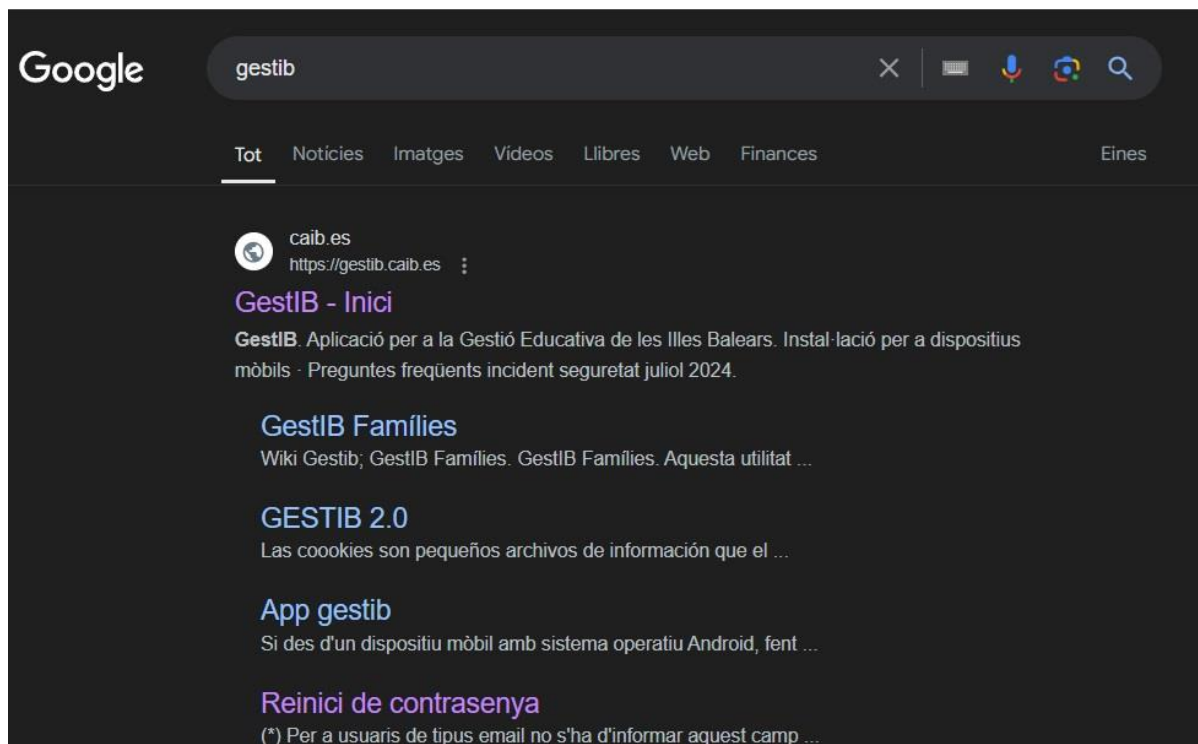 Google
gestib
Tot Notícies Imatges Vídeos Llibres Web Finances Eines
caib.es
https://gestib.caib.es
GestIB - Inici
GestIB. Aplicació per a la Gestió Educativa de les Illes Balears. Instal·lació per a dispositius
mòbils · Preguntes freqüents incident seguretat juliol 2024.
GestIB Famílies
Wiki Gestib; GestIB Famílies. GestIB Famílies. Aquesta utilitat ...
GESTIB 2.0
Las coookies son pequeños archivos de información que el ...
App gestib
Si des d'un dispositiu mòbil amb sistema operatiu Android, fent ...
Reinici de contrasenya
(*) Per a usuaris de tipus email no s'ha d'informar aquest camp ...